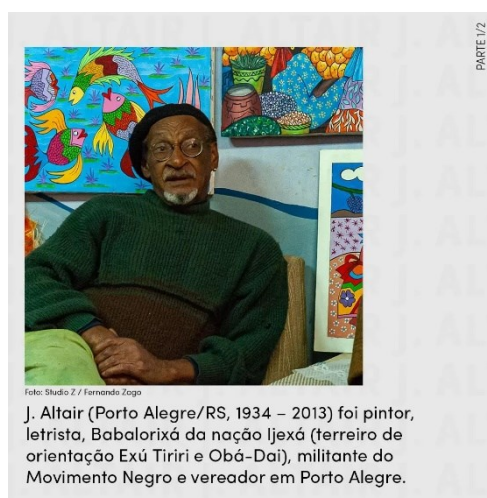 PARTE 1/2
Foto: Studio Z / Fernando Zago
J. Altair (Porto Alegre/RS, 1934 – 2013) foi pintor,
letrista, Babalorixá da nação Ijexá (terreiro de
orientação Exú Tiriri e Obá-Dai), militante do
Movimento Negro e vereador em Porto Alegre.